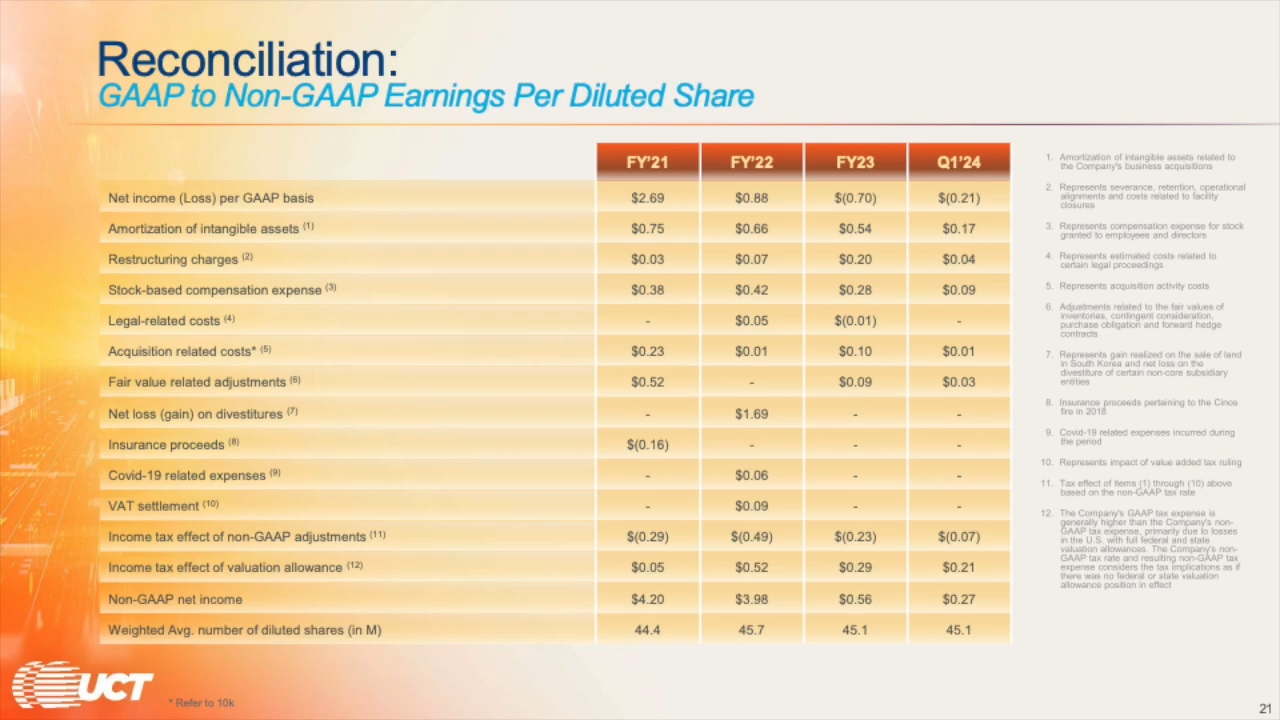 Reconciliation:
GAAP to Non-GAAP Earnings Per Diluted Share
FY'21 FY'22 FY23 Q1'24
Net income (Loss) per GAAP basis $2.69 $0.88 $(0.70) $(0.21)
Amortization of intangible assets (1) $0.75 $0.66 $0.54 $0.17
Restructuring charges (2) $0.03 $0.07 $0.20 $0.04
Stock-based compensation expense (3) $0.38 $0.42 $0.28 $0.09
Legal-related costs (4) - $0.05 $(0.01) -
Acquisition related costs* (5) $0.23 $0.01 $0.10 $0.01
Fair value related adjustments (6) $0.52 - $0.09 $0.03
Net loss (gain) on divestitures (7) - $1.69 - -
Insurance proceeds (8) $(0.16) - - -
Covid-19 related expenses (9) - $0.06 - -
VAT settlement (10) - $0.09 - -
Income tax effect of non-GAAP adjustments (11) $(0.29) $(0.49) $(0.23) $(0.07)
Income tax effect of valuation allowance (12) $0.05 $0.52 $0.29 $0.21
Non-GAAP net income $4.20 $3.98 $0.56 $0.27
Weighted Avg. number of diluted shares (in M) 44.4 45.7 45.1 45.1
1. Amortization of intangible assets related to
the Company's business acquisitions
2. Represents severance, retention, operational
alignments and costs related to facility
closures
3. Represents compensation expense for stock
granted to employees and directors
4. Represents estimated costs related to
certain legal proceedings
5. Represents acquisition activity costs
6. Adjustments related to the fair values of
inventories, contingent consideration,
purchase obligation and forward hedge
contracts
7. Represents gain realized on the sale of land
in South Korea and net loss on the
divestiture of certain non-core subsidiary
entities
8. Insurance proceeds pertaining to the Cinos
fire in 2018
9. Covid-19 related expenses incurred during
the period
10. Represents impact of value added tax ruling
11. Tax effect of items (1) through (10) above
based on the non-GAAP tax rate
12. The Company's GAAP tax expense is
generally higher than the Company's non-
GAAP tax expense, primarily due to losses
in the U.S. with full federal and state
valuation allowances. The Company's non-
GAAP tax rate and resulting non-GAAP tax
expense considers the tax implications as if
there was no federal or state valuation
allowance position in effect
UCT
* Refer to 10k
21